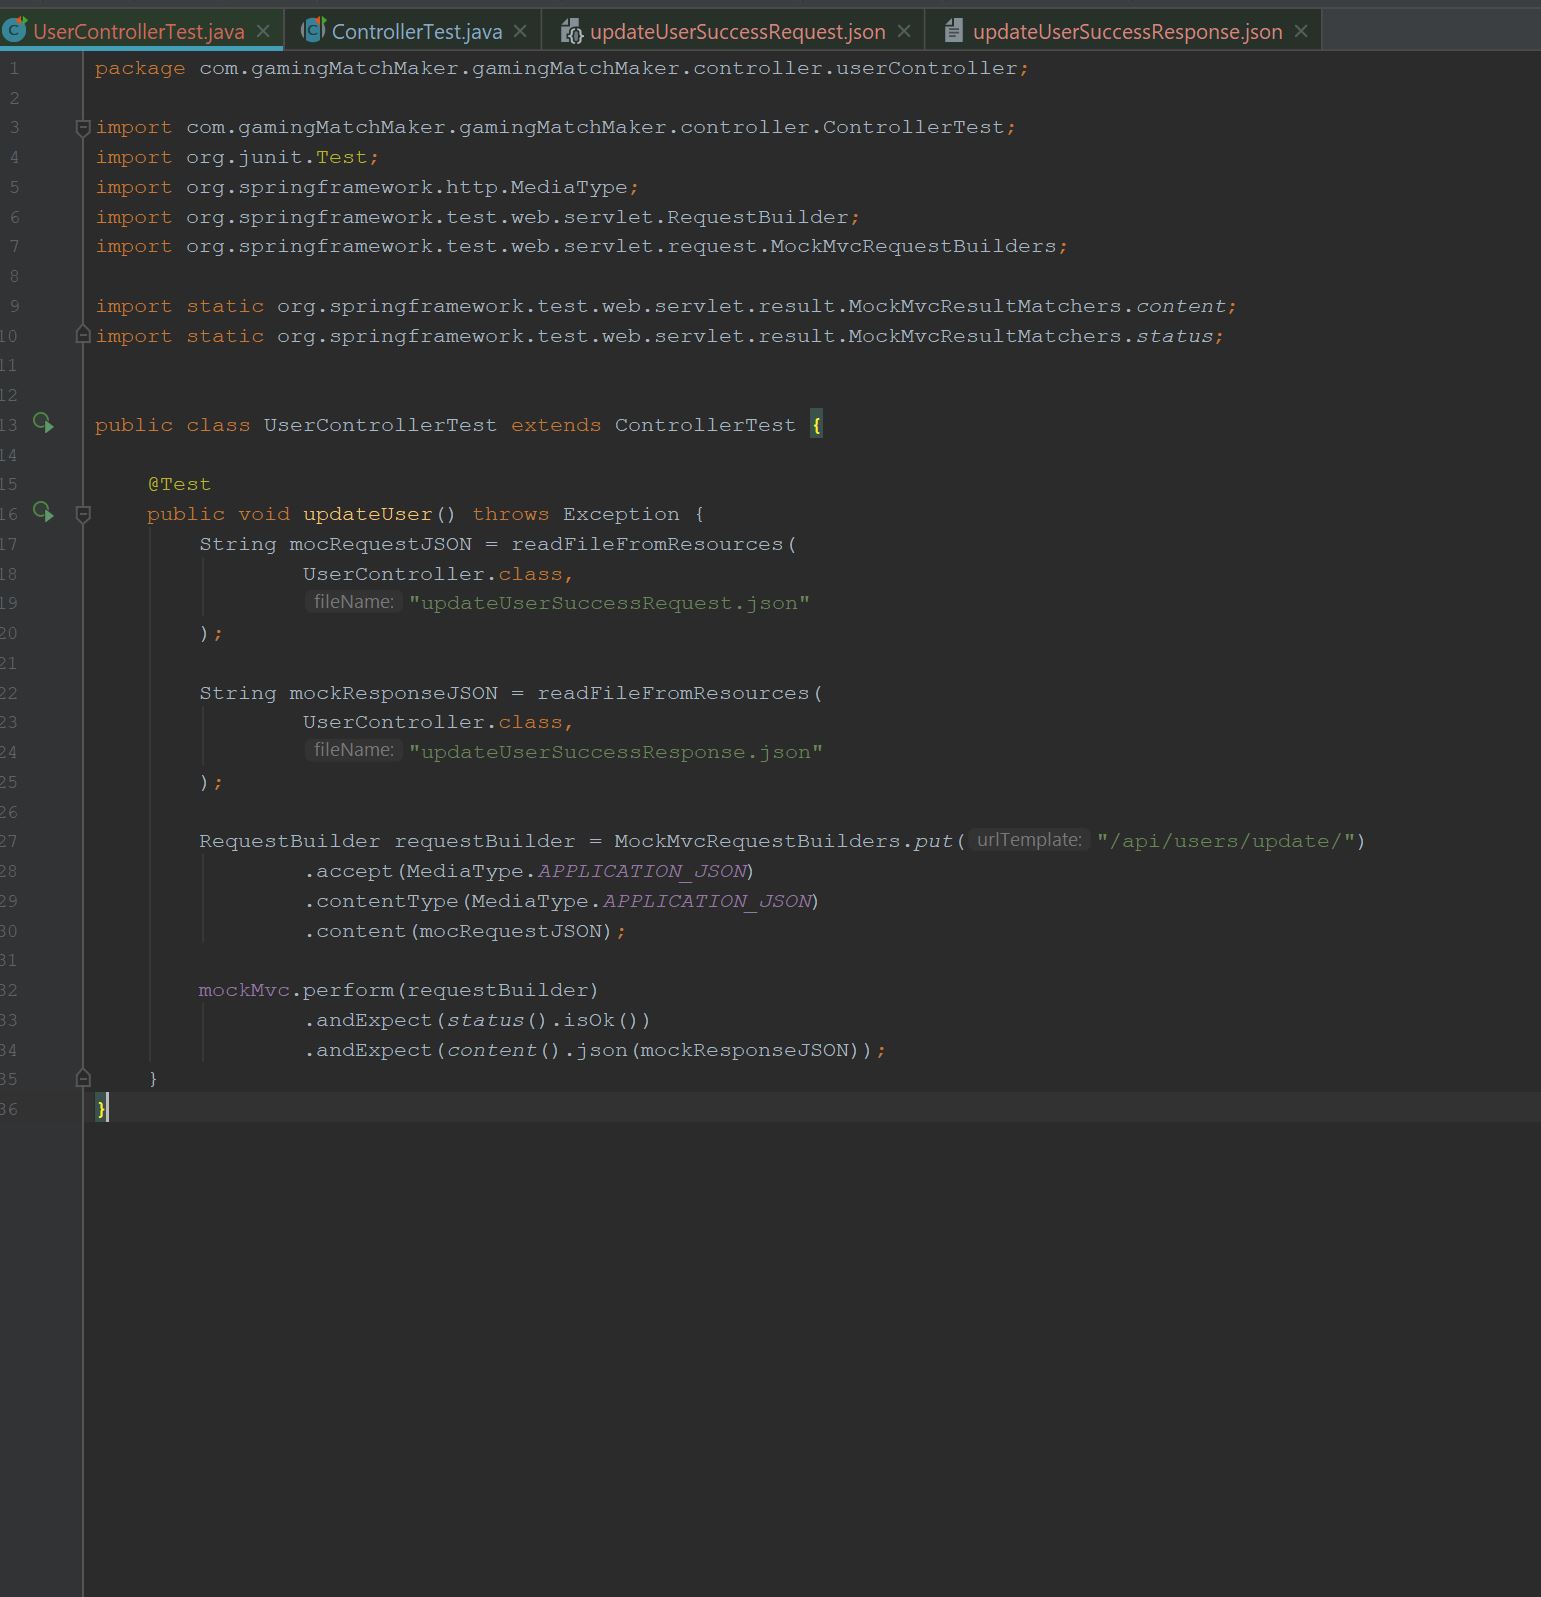 UserControllerTest.java ControllerTest.java updateUserSuccessRequest.json updateUserSuccessResponse.json
1 package com.gamingMatchMaker.gamingMatchMaker.controller.userController;
2
3 import com.gamingMatchMaker.gamingMatchMaker.controller.ControllerTest;
4 import org.junit.Test;
5 import org.springframework.http.MediaType;
6 import org.springframework.test.web.servlet.RequestBuilder;
7 import org.springframework.test.web.servlet.request.MockMvcRequestBuilders;
8
9 import static org.springframework.test.web.servlet.result.MockMvcResultMatchers.content;
10 import static org.springframework.test.web.servlet.result.MockMvcResultMatchers.status;
11
12
13 public class UserControllerTest extends ControllerTest {
14
15 @Test
16 public void updateUser() throws Exception {
17 String mocRequestJSON = readFileFromResources(
18 UserController.class,
19 fileName: "updateUserSuccessRequest.json"
20 );
21
22 String mockResponseJSON = readFileFromResources(
23 UserController.class,
24 fileName: "updateUserSuccessResponse.json"
25 );
26
27 RequestBuilder requestBuilder = MockMvcRequestBuilders.put( urlTemplate: "/api/users/update/")
28 .accept(MediaType.APPLICATION_JSON)
29 .contentType(MediaType.APPLICATION_JSON)
30 .content(mocRequestJSON);
31
32 mockMvc.perform(requestBuilder)
33 .andExpect(status().isOk())
34 .andExpect(content().json(mockResponseJSON));
35 }
36 }